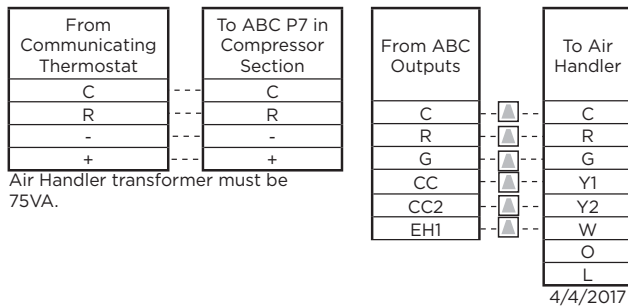 From
Communicating
Thermostat
C
R
-
+
To ABC P7 in
Compressor
Section
C
R
-
+
Air Handler transformer must be
75VA.
From ABC
Outputs
C
R
G
CC
CC2
EH1
To Air
Handler
C
R
G
Y1
Y2
W
O
L
4/4/2017